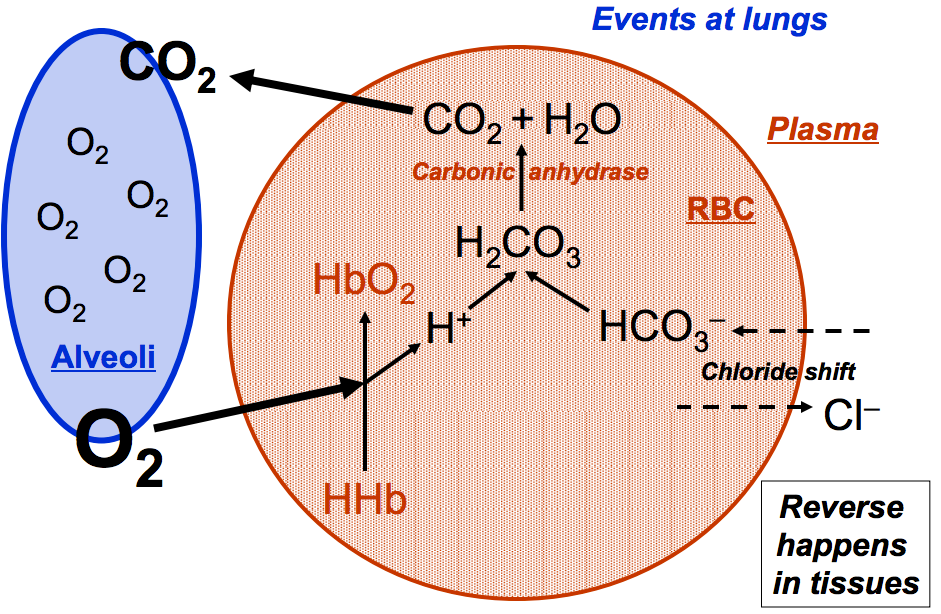 Events at lungs
CO₂
CO₂ + H₂O
O₂
Plasma
Carbonic anhydrase
O₂
RBC
O₂
H₂CO₃
O₂
HbO₂
O₂
H⁺
HCO₃⁻
Alveoli
Chloride shift
Cl⁻
O₂
HHb
Reverse
happens
in tissues